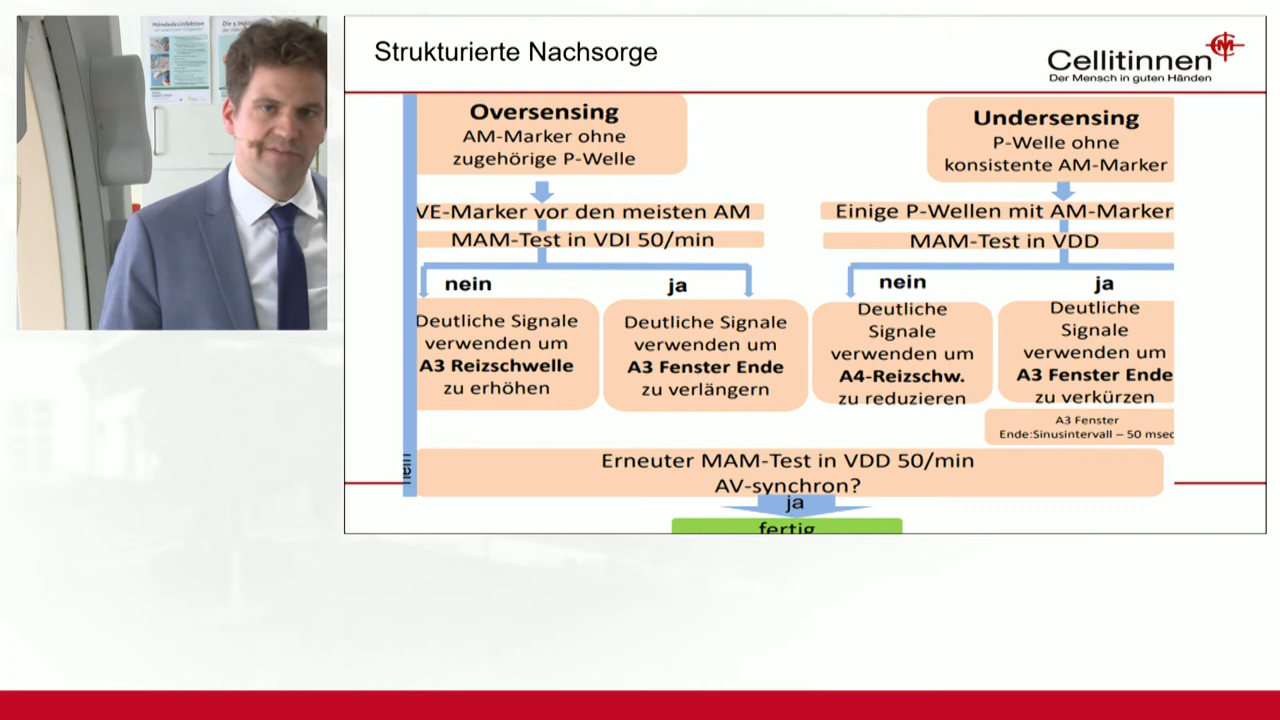 Händedesinfektion
Strukturierte Nachsorge
Cellitinnen
Der Mensch in guten Händen
Oversensing
AM-Marker ohne
zugehörige P-Welle
Undersensing
P-Welle ohne
konsistente AM-Marker
VE-Marker vor den meisten AM
Einige P-Wellen mit AM-Marker
MAM-Test in VDI 50/min
MAM-Test in VDD
nein
ja
nein
ja
Deutliche Signale
verwenden um
A3 Reizschwelle
zu erhöhen
Deutliche Signale
verwenden um
A3 Fenster Ende
zu verlängern
Deutliche
Signale
verwenden um
A4-Reizschw.
zu reduzieren
Deutliche
Signale
verwenden um
A3 Fenster Ende
zu verkürzen
A3 Fenster
Ende:Sinusintervall – 50 msec
nein
Erneuter MAM-Test in VDD 50/min
AV-synchron?
ja
fertig